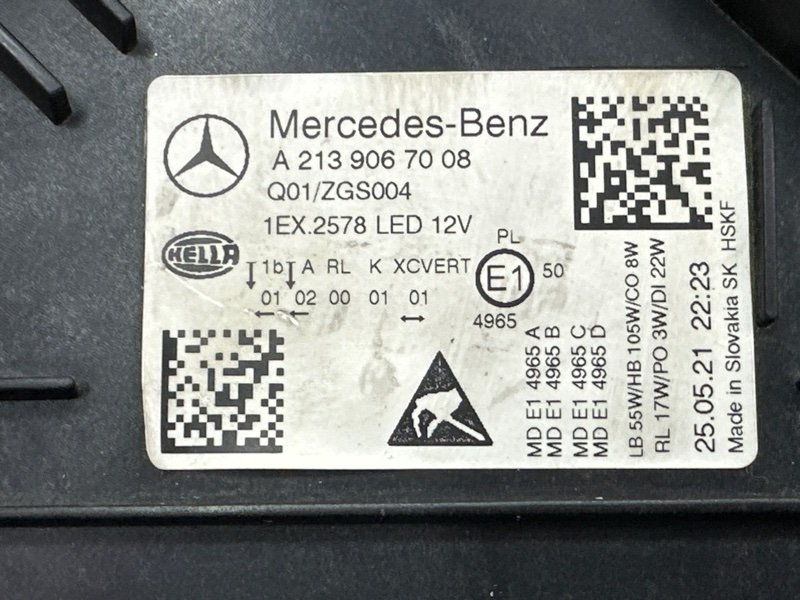 Mercedes-Benz
A 213 906 70 08
Q01/ZGS004
1EX.2578 LED 12V
HELLA
1b A RL K XCVERT
01 02 00 01 01
PL
E1
50
4965
MD E1 4965 A
MD E1 4965 B
MD E1 4965 C
MD E1 4965 D
LB 55W/HB 105W/CO 8W
RL 17W/PO 3W/DI 22W
25.05.21 22:23
Made in Slovakia SK HSKF